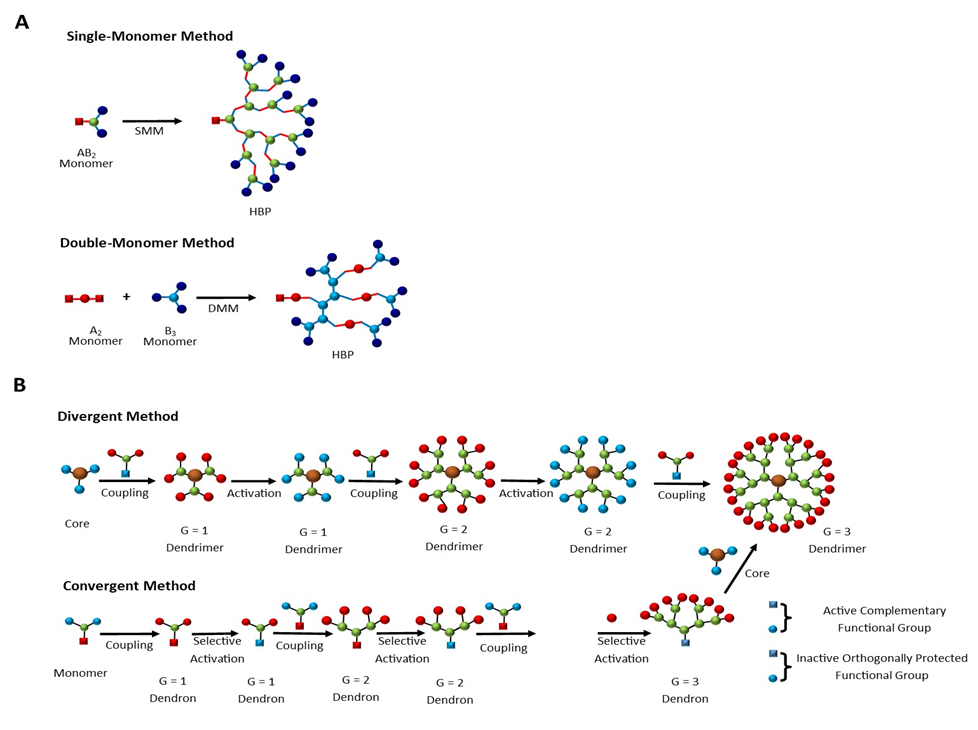 A
Single-Monomer Method
SMM
AB2
Monomer
HBP
Double-Monomer Method
+
DMM
A2
Monomer
B3
Monomer
HBP
B
Divergent Method
Coupling
Activation
Coupling
Activation
Coupling
Core
G = 1
Dendrimer
G = 1
Dendrimer
G = 2
Dendrimer
G = 2
Dendrimer
G = 3
Dendrimer
Core
Convergent Method
Coupling
Selective
Activation
Coupling
Selective
Activation
Coupling
Selective
Activation
Monomer
G = 1
Dendron
G = 1
Dendron
G = 2
Dendron
G = 2
Dendron
G = 3
Dendron
Active Complementary
Functional Group
Inactive Orthogonally Protected
Functional Group